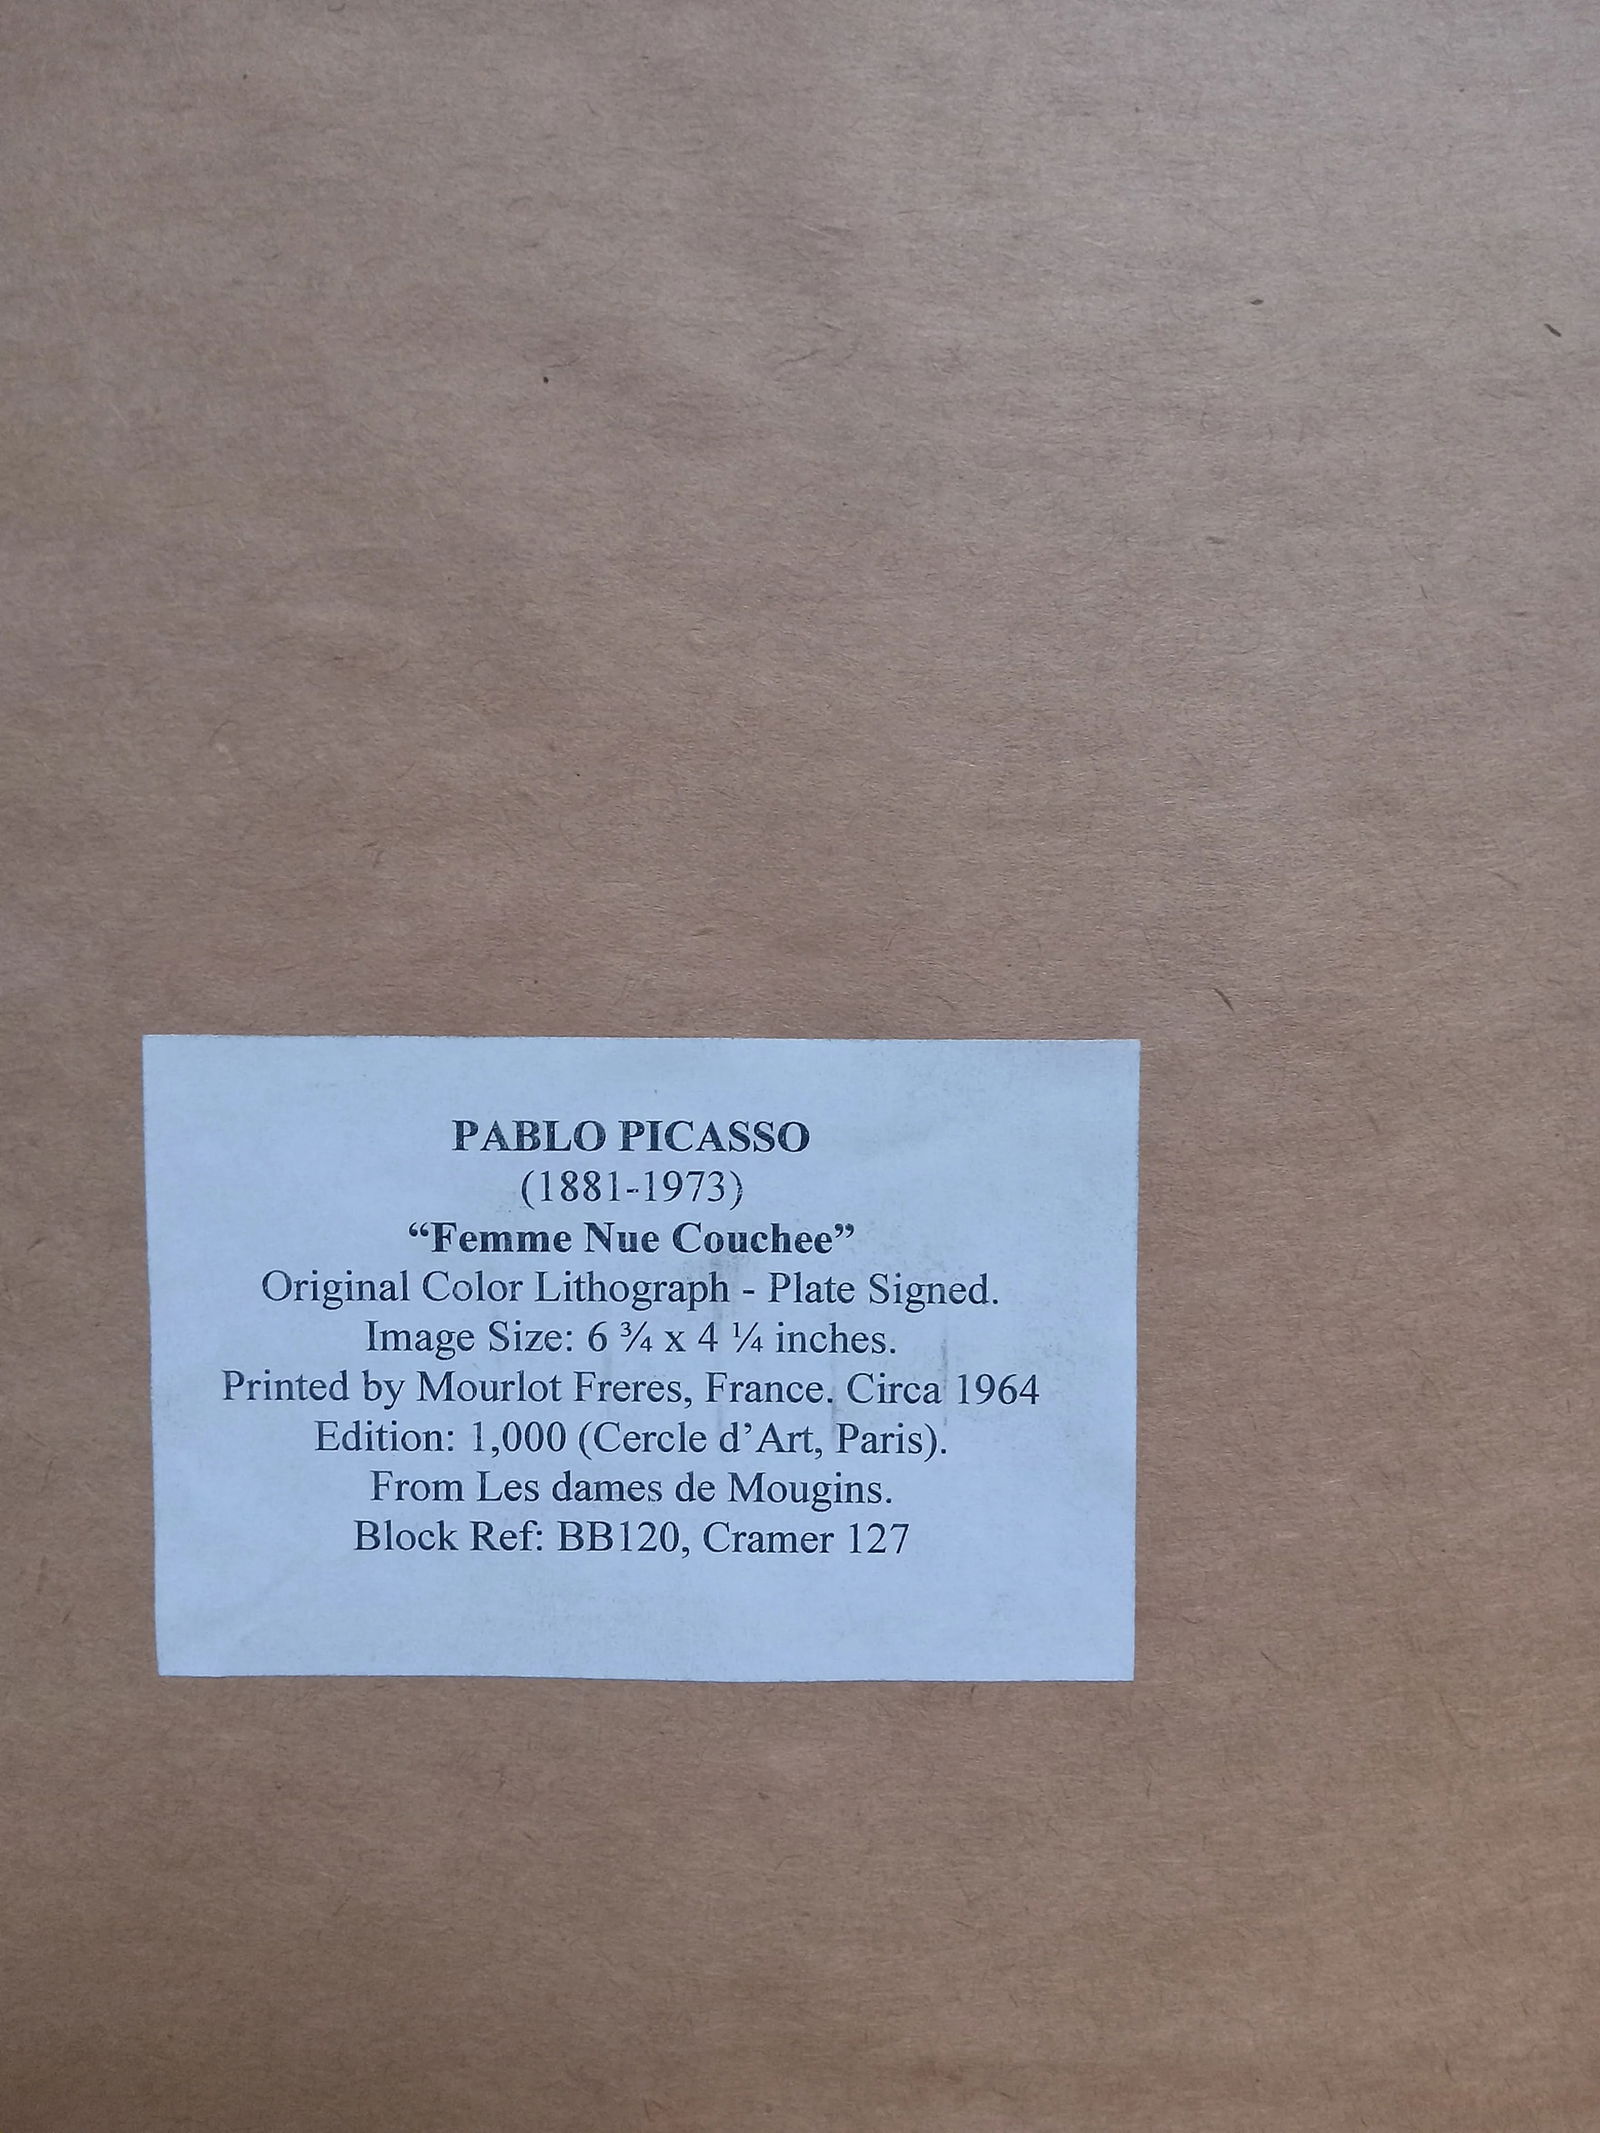 PABLO PICASSO
(1881-1973)
“Femme Nue Couchee”
Original Color Lithograph - Plate Signed.
Image Size: 6 ¾ x 4 ¼ inches.
Printed by Mourlot Freres, France. Circa 1964
Edition: 1,000 (Cercle d’Art, Paris).
From Les dames de Mougins.
Block Ref: BB120, Cramer 127